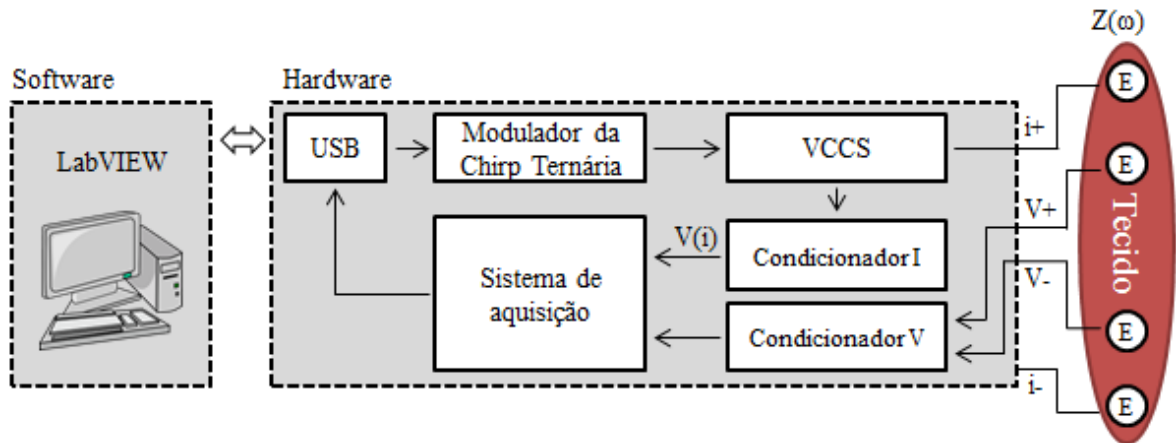 Z(ω)
Software
Hardware
LabVIEW
USB
Modulador da
Chirp Ternária
VCCS
i+
E
E
V+
V(i)
Condicionador I
Sistema de
aquisição
V-
Tecido
Condicionador V
E
i-
E